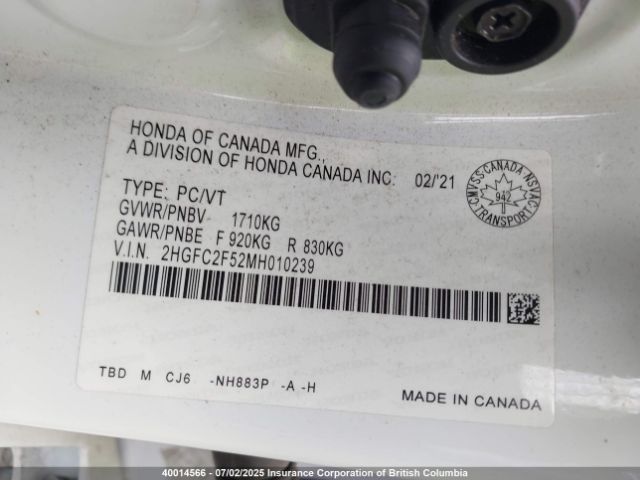 HONDA OF CANADA MFG.,
A DIVISION OF HONDA CANADA INC. 02/'21
CMVSS-CANADA-NSVAC
942
TRANSPORT
TYPE: PC/VT
GVWR/PNBV 1710KG
GAWR/PNBE F 920KG R 830KG
V.I.N. 2HGFC2F52MH010239
TBD M CJ6 -NH883P -A -H
MADE IN CANADA
40014566 - 07/02/2025 Insurance Corporation of British Columbia